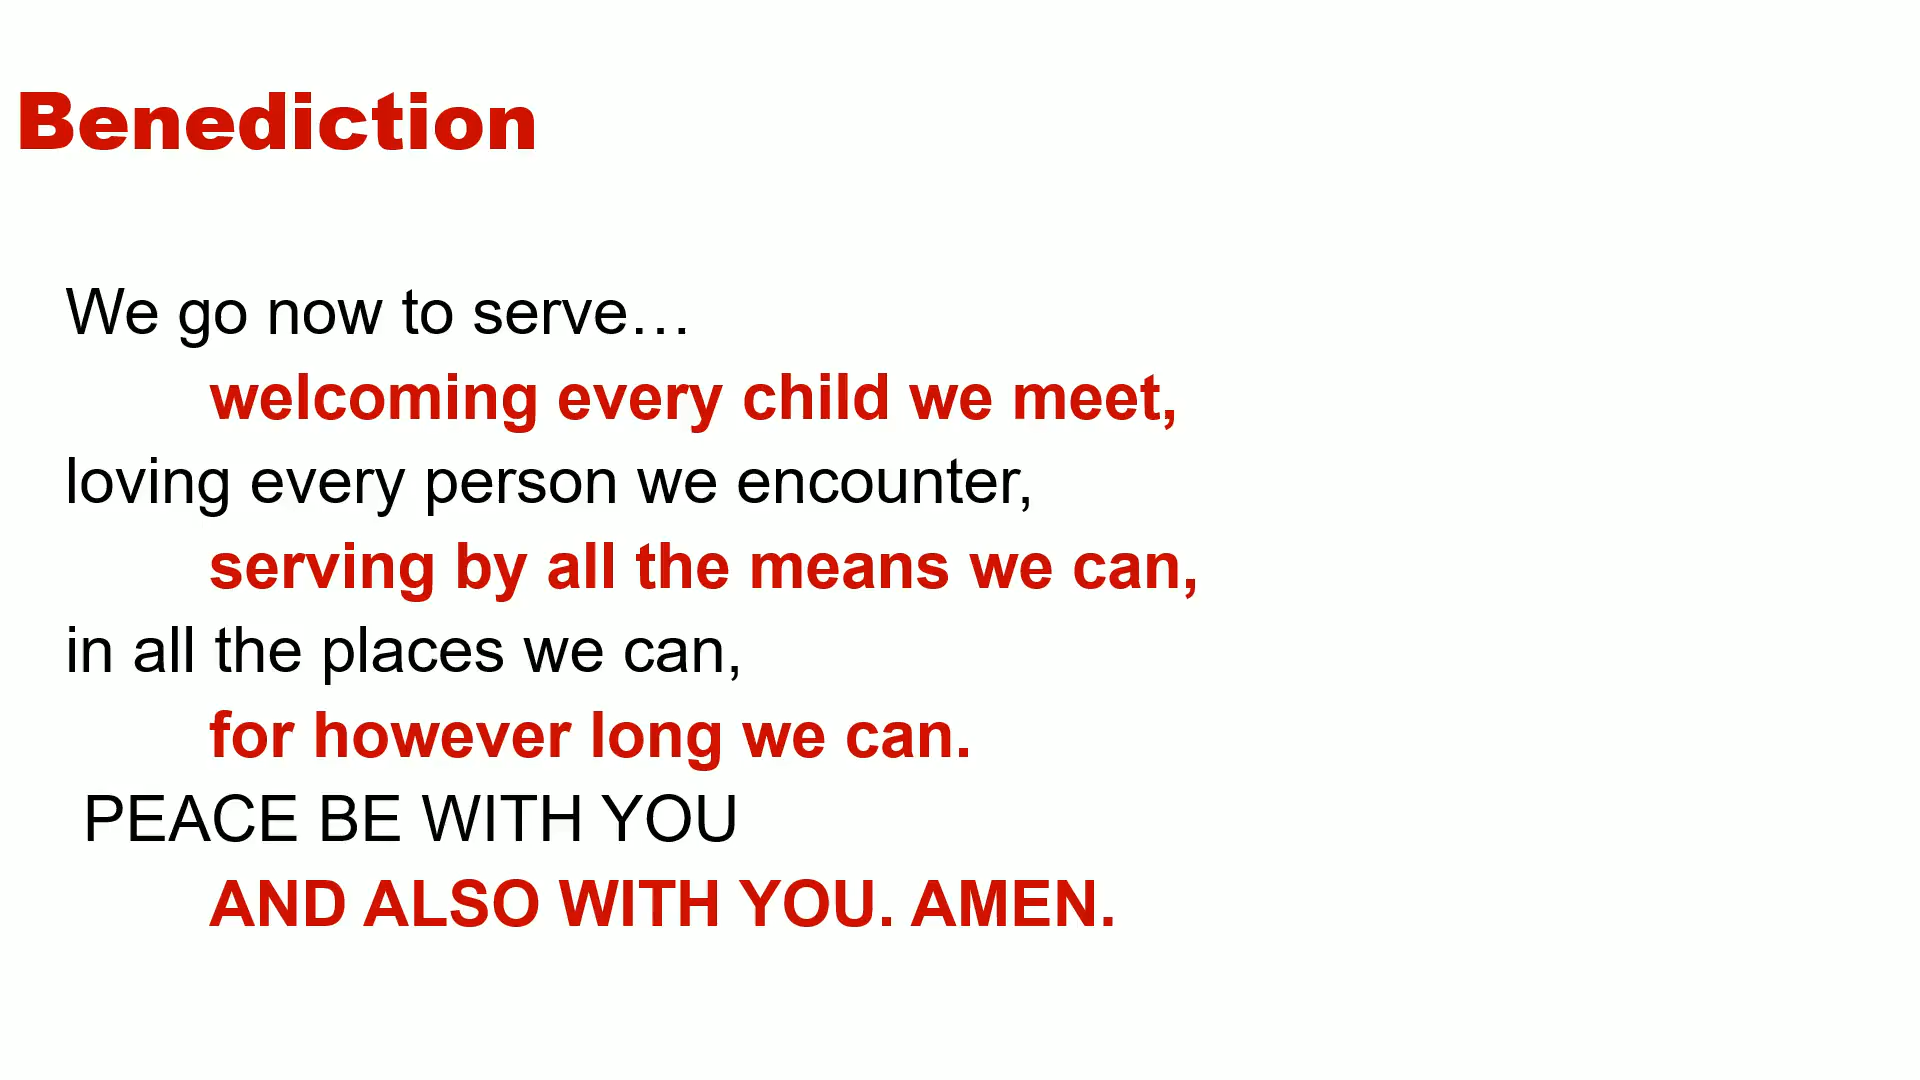 Benediction
We go now to serve…
welcoming every child we meet,
loving every person we encounter,
serving by all the means we can,
in all the places we can,
for however long we can.
PEACE BE WITH YOU
AND ALSO WITH YOU. AMEN.